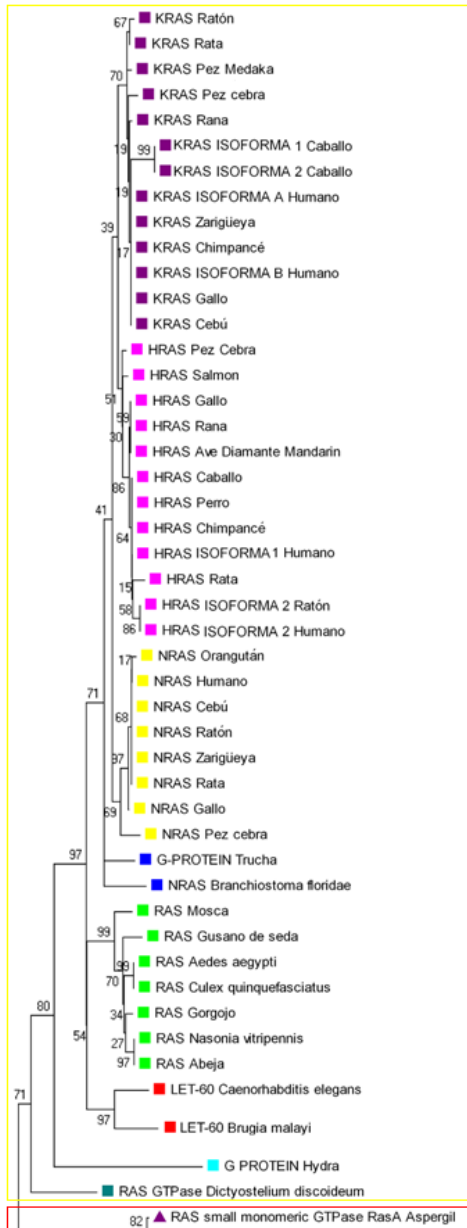 KRAS Ratón
67
KRAS Rata
KRAS Pez Medaka
70
KRAS Pez cebra
KRAS Rana
19
99
KRAS ISOFORMA 1 Caballo
KRAS ISOFORMA 2 Caballo
19
KRAS ISOFORMA A Humano
KRAS Zarigüeya
39
KRAS Chimpancé
17
KRAS ISOFORMA B Humano
KRAS Gallo
KRAS Cebú
HRAS Pez Cebra
HRAS Salmon
51
HRAS Gallo
59
HRAS Rana
30
HRAS Ave Diamante Mandarin
HRAS Caballo
86
HRAS Perro
41
HRAS Chimpancé
64
HRAS ISOFORMA1 Humano
HRAS Rata
15
HRAS ISOFORMA 2 Ratón
58
HRAS ISOFORMA 2 Humano
86
NRAS Orangután
17
71
NRAS Humano
NRAS Cebú
68
NRAS Ratón
97
NRAS Zarigüeya
NRAS Rata
NRAS Gallo
69
NRAS Pez cebra
97
G-PROTEIN Trucha
NRAS Branchiostoma floridae
RAS Mosca
99
RAS Gusano de seda
99
RAS Aedes aegypti
70
RAS Culex quinquefasciatus
80
34
RAS Gorgojo
54
27
RAS Nasonia vitripennis
97
RAS Abeja
LET-60 Caenorhabditis elegans
97
LET-60 Brugia malayi
71
G PROTEIN Hydra
RAS GTPase Dictyostelium discoideum
82
RAS small monomeric GTPase RasA Aspergil